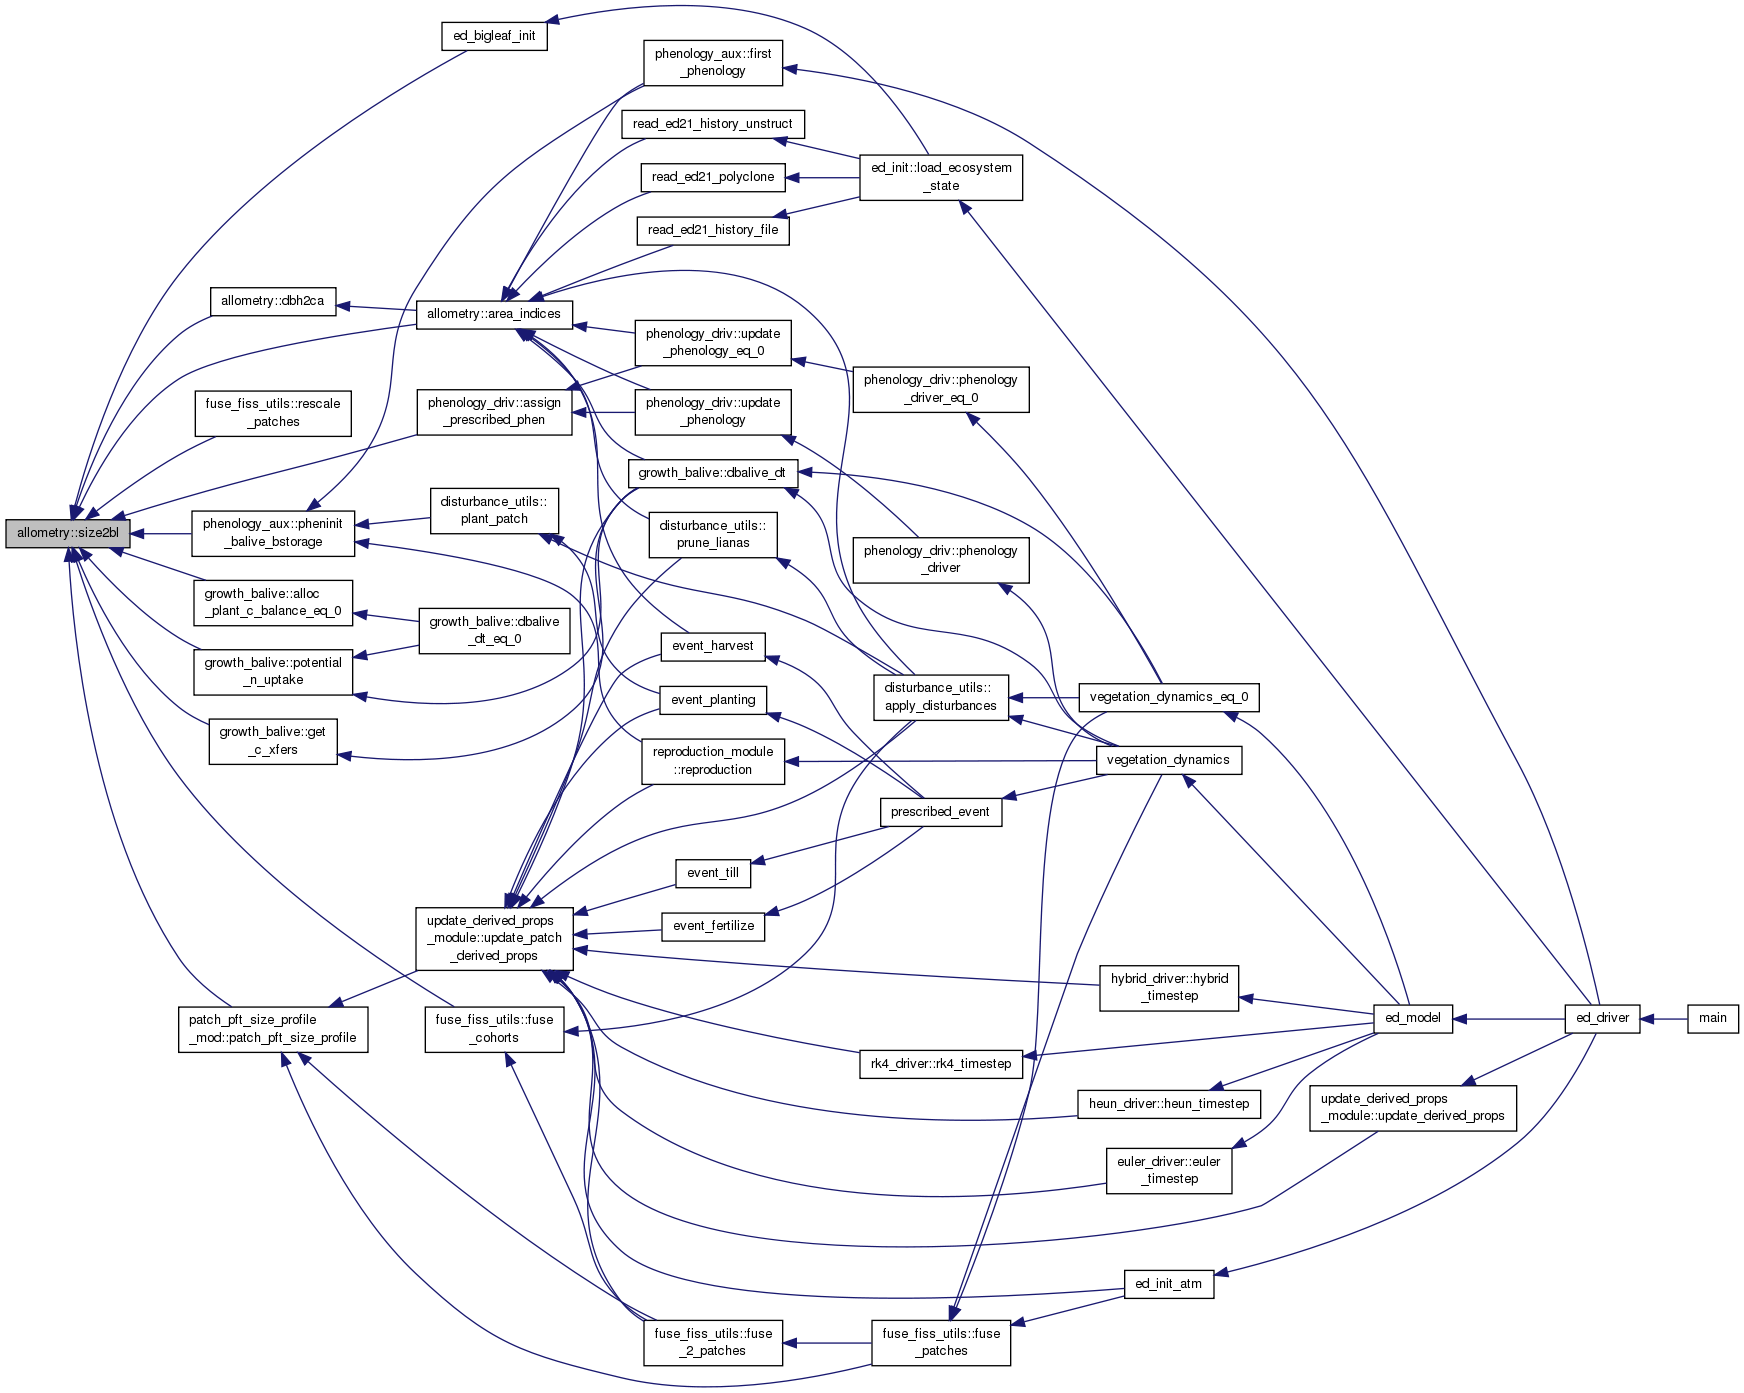 ed_bigleaf_init
phenology_aux::first
_phenology
read_ed21_history_unstruct
ed_init::load_ecosystem
_state
read_ed21_polyclone
read_ed21_history_file
allometry::dbh2ca
allometry::area_indices
phenology_driv::update
_phenology_eq_0
phenology_driv::phenology
_driver_eq_0
fuse_fiss_utils::rescale
_patches
phenology_driv::assign
_prescribed_phen
phenology_driv::update
_phenology
growth_balive::dbalive_dt
allometry::size2bl
phenology_aux::pheninit
_balive_bstorage
disturbance_utils::
plant_patch
disturbance_utils::
prune_lianas
phenology_driv::phenology
_driver
growth_balive::alloc
_plant_c_balance_eq_0
growth_balive::dbalive
_dt_eq_0
growth_balive::potential
_n_uptake
event_harvest
disturbance_utils::
apply_disturbances
vegetation_dynamics_eq_0
event_planting
growth_balive::get
_c_xfers
reproduction_module
::reproduction
vegetation_dynamics
prescribed_event
event_till
event_fertilize
update_derived_props
_module::update_patch
_derived_props
hybrid_driver::hybrid
_timestep
patch_pft_size_profile
_mod::patch_pft_size_profile
fuse_fiss_utils::fuse
_cohorts
ed_model
ed_driver
main
rk4_driver::rk4_timestep
heun_driver::heun_timestep
update_derived_props
_module::update_derived_props
euler_driver::euler
_timestep
ed_init_atm
fuse_fiss_utils::fuse
_2_patches
fuse_fiss_utils::fuse
_patches